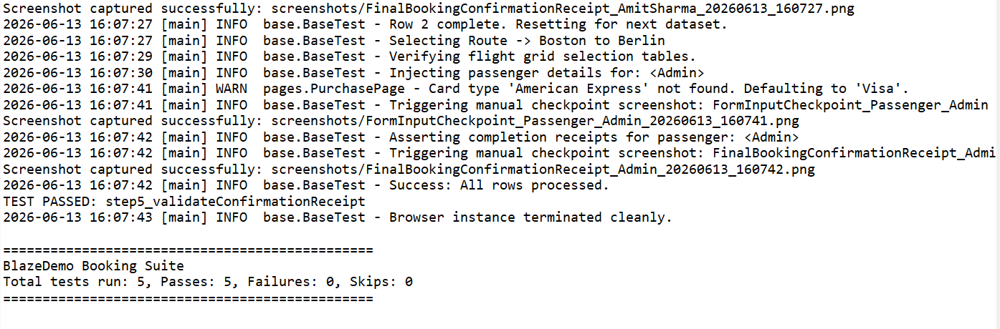 Screenshot captured successfully: screenshots/FinalBookingConfirmationReceipt_AmitSharma_20260613_160727.png
2026-06-13 16:07:27 [main] INFO  base.BaseTest - Row 2 complete. Resetting for next dataset.
2026-06-13 16:07:27 [main] INFO  base.BaseTest - Selecting Route -> Boston to Berlin
2026-06-13 16:07:29 [main] INFO  base.BaseTest - Verifying flight grid selection tables.
2026-06-13 16:07:30 [main] INFO  base.BaseTest - Injecting passenger details for: <Admin>
2026-06-13 16:07:41 [main] WARN  pages.PurchasePage - Card type 'American Express' not found. Defaulting to 'Visa'.
2026-06-13 16:07:41 [main] INFO  base.BaseTest - Triggering manual checkpoint screenshot: FormInputCheckpoint_Passenger_Admin
Screenshot captured successfully: screenshots/FormInputCheckpoint_Passenger_Admin_20260613_160741.png
2026-06-13 16:07:42 [main] INFO  base.BaseTest - Asserting completion receipts for passenger: <Admin>
2026-06-13 16:07:42 [main] INFO  base.BaseTest - Triggering manual checkpoint screenshot: FinalBookingConfirmationReceipt_Admi
Screenshot captured successfully: screenshots/FinalBookingConfirmationReceipt_Admin_20260613_160742.png
2026-06-13 16:07:42 [main] INFO  base.BaseTest - Success: All rows processed.
TEST PASSED: step5_validateConfirmationReceipt
2026-06-13 16:07:43 [main] INFO  base.BaseTest - Browser instance terminated cleanly.
===============================================
BlazeDemo Booking Suite
Total tests run: 5, Passes: 5, Failures: 0, Skips: 0
===============================================